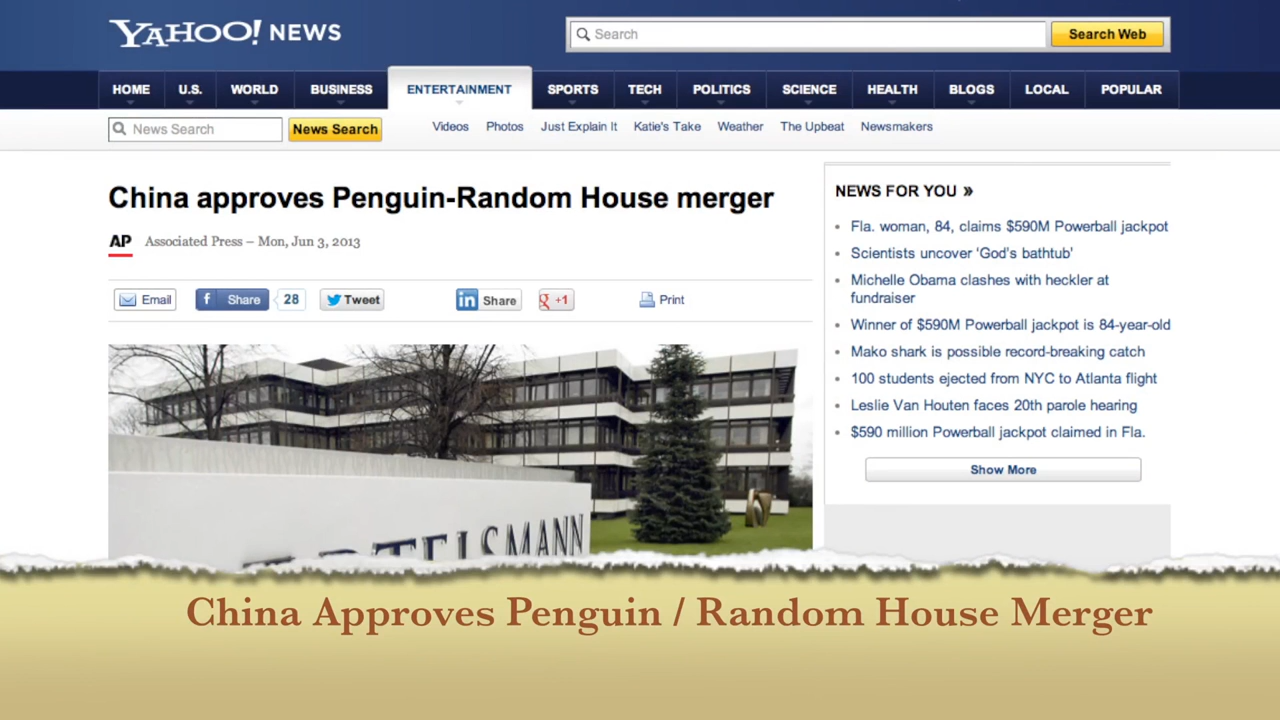 YAHOO! NEWS
Search
Search Web
HOME
U.S.
WORLD
BUSINESS
ENTERTAINMENT
SPORTS
TECH
POLITICS
SCIENCE
HEALTH
BLOGS
LOCAL
POPULAR
News Search
News Search
Videos
Photos
Just Explain It
Katie's Take
Weather
The Upbeat
Newsmakers
China approves Penguin-Random House merger
AP Associated Press – Mon, Jun 3, 2013
Email
f Share 28
Tweet
in Share
g +1
Print
NEWS FOR YOU »
Fla. woman, 84, claims $590M Powerball jackpot
Scientists uncover 'God's bathtub'
Michelle Obama clashes with heckler at
fundraiser
Winner of $590M Powerball jackpot is 84-year-old
Mako shark is possible record-breaking catch
100 students ejected from NYC to Atlanta flight
Leslie Van Houten faces 20th parole hearing
$590 million Powerball jackpot claimed in Fla.
Show More
China Approves Penguin / Random House Merger